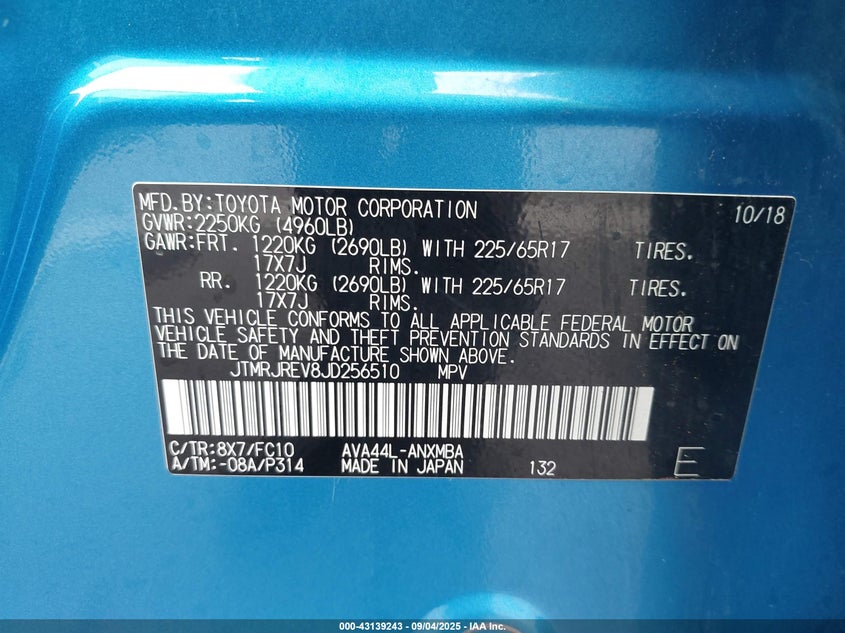 MFD.BY:TOYOTA MOTOR CORPORATION 10/18
GVWR:2250KG (4960LB)
GAWR:FRT. 1220KG (2690LB) WITH 225/65R17 TIRES.
17X7J RIMS.
RR. 1220KG (2690LB) WITH 225/65R17 TIRES.
17X7J RIMS.
THIS VEHICLE CONFORMS TO ALL APPLICABLE FEDERAL MOTOR
VEHICLE SAFETY AND THEFT PREVENTION STANDARDS IN EFFECT ON
THE DATE OF MANUFACTURE SHOWN ABOVE.
JTMRJREV8JD256510 MPV
C/TR:8X7/FC10 AVA44L-ANXMBA
A/TM:-08A/P314 MADE IN JAPAN 132 E
000-43139243 - 09/04/2025 - IAA Inc.